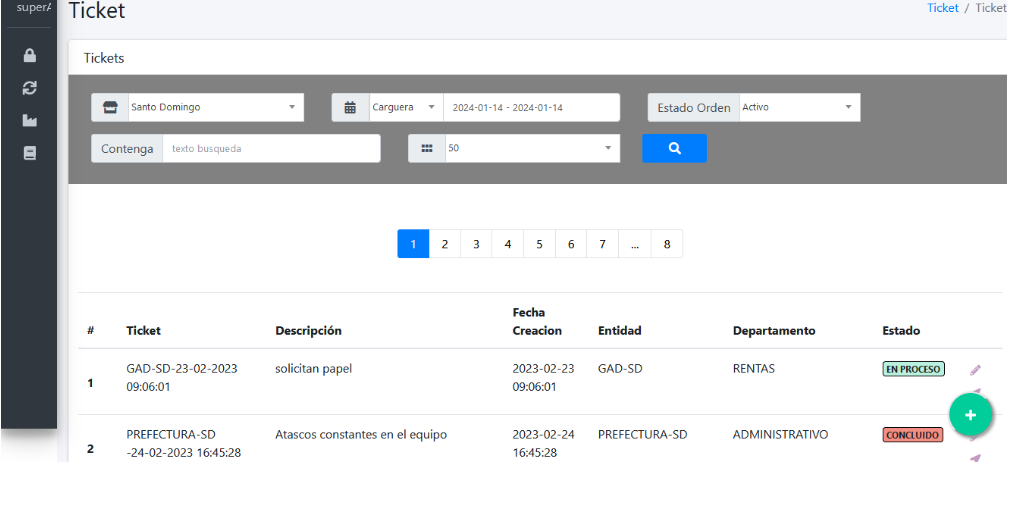 superA
Ticket
Ticket / Ticket
Tickets
Santo Domingo
Carguera
2024-01-14 - 2024-01-14
Estado Orden
Activo
Contenga
texto busqueda
50
1 2 3 4 5 6 7 ... 8
# Ticket Descripción Fecha Creacion Entidad Departamento Estado
1 GAD-SD-23-02-2023 09:06:01 solicitan papel 2023-02-23 09:06:01 GAD-SD RENTAS EN PROCESO
2 PREFECTURA-SD -24-02-2023 16:45:28 Atascos constantes en el equipo 2023-02-24 16:45:28 PREFECTURA-SD ADMINISTRATIVO CONCLUIDO
+